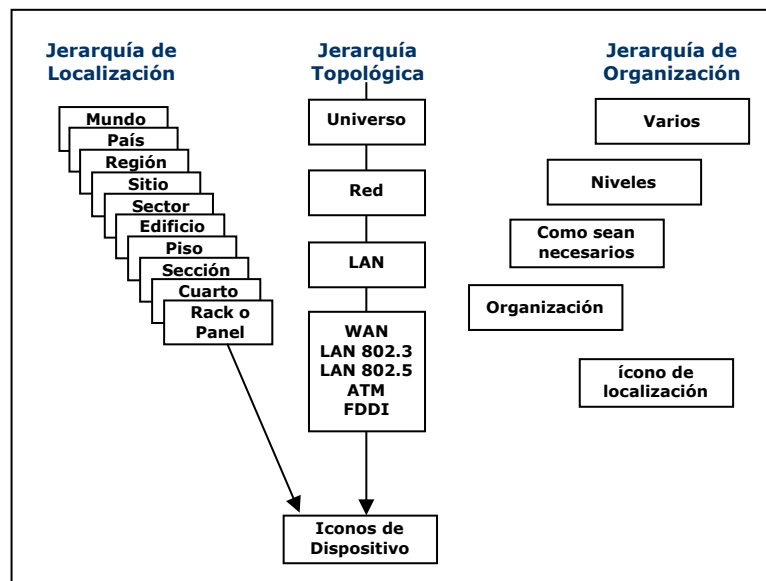 Jerarquía de
Localización
Mundo
País
Región
Sitio
Sector
Edificio
Piso
Sección
Cuarto
Rack o
Panel
Jerarquía
Topológica
Universo
Red
LAN
WAN
LAN 802.3
LAN 802.5
ATM
FDDI
Iconos de
Dispositivo
Jerarquía de
Organización
Varios
Niveles
Como sean
necesarios
Organización
ícono de
localización